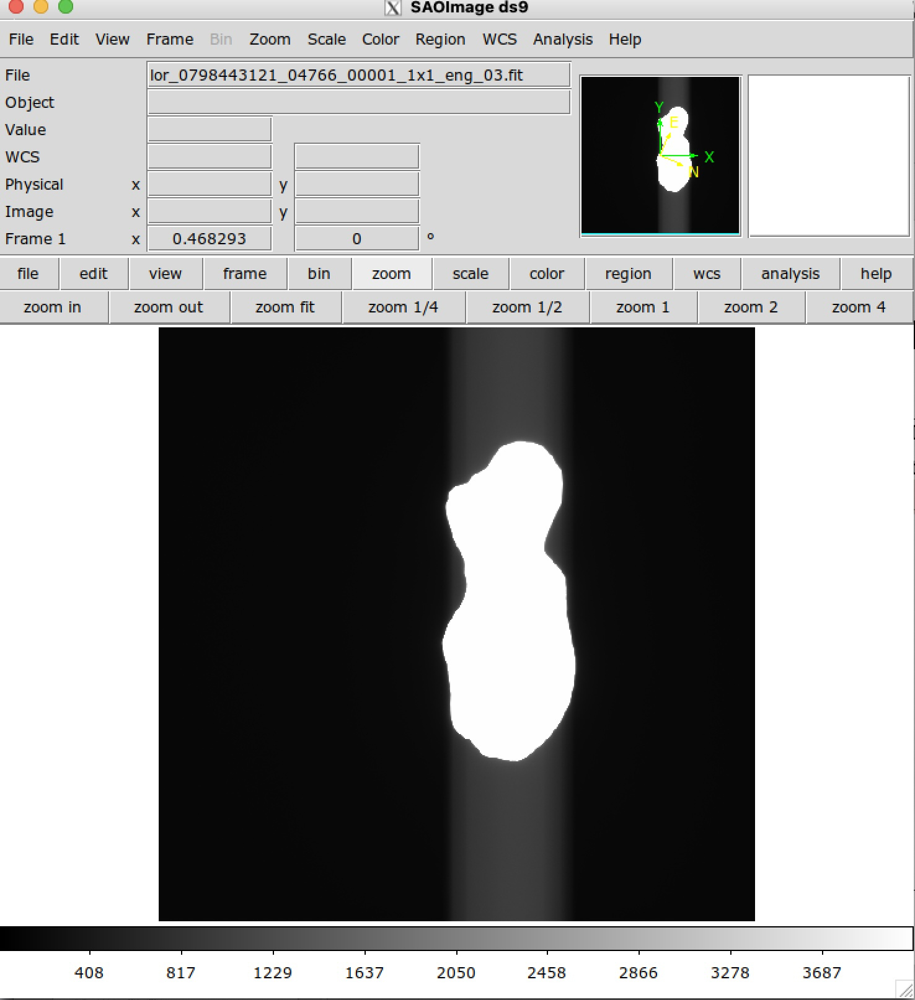 SAOImage ds9
File Edit View Frame Bin Zoom Scale Color Region WCS Analysis Help
File lor_0798443121_04766_00001_1x1_eng_03.fit
Object
Value
WCS
Physical x y
Image x y
Frame 1 x 0.468293 0 °
Y
E
X
N
file edit view frame bin zoom scale color region wcs analysis help
zoom in zoom out zoom fit zoom 1/4 zoom 1/2 zoom 1 zoom 2 zoom 4
408 817 1229 1637 2050 2458 2866 3278 3687